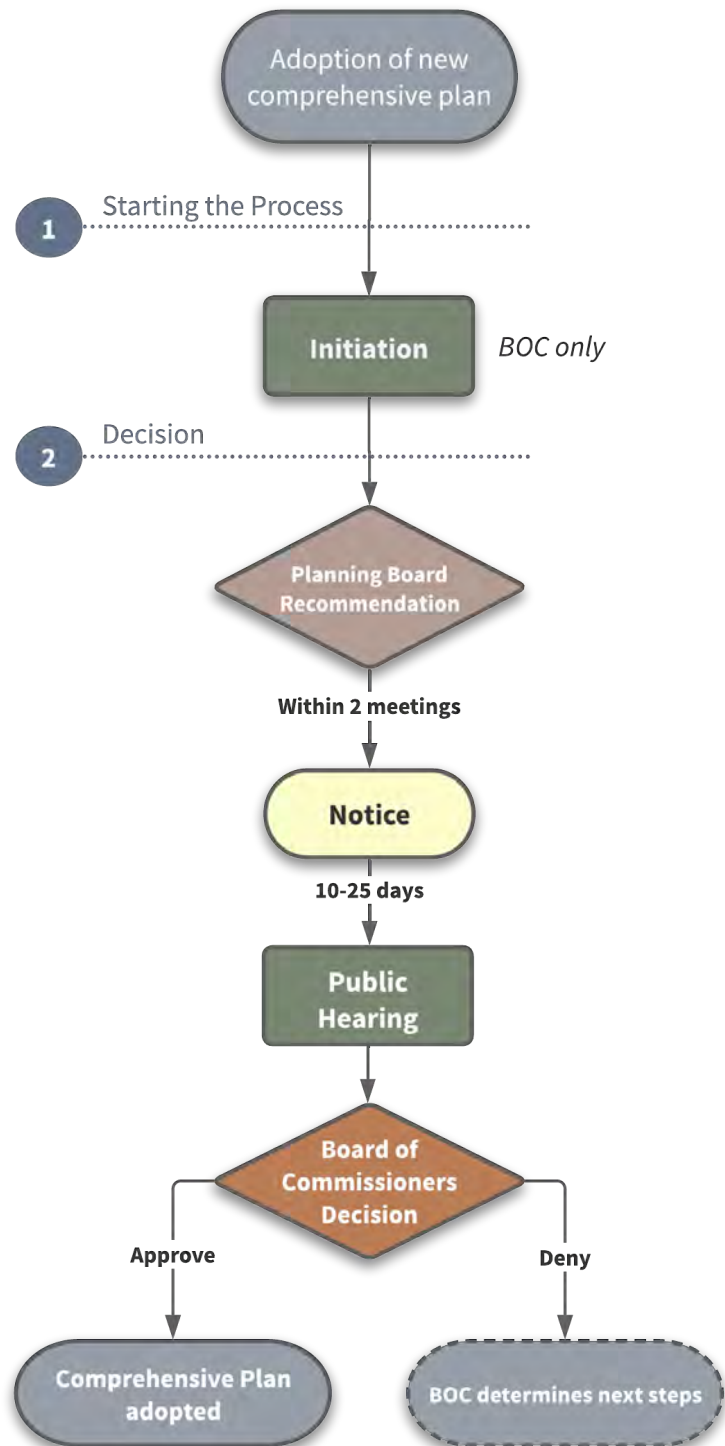 Adoption of new
comprehensive plan
Starting the Process
1
Initiation
BOC only
Decision
2
Planning Board
Recommendation
Within 2 meetings
Notice
10-25 days
Public
Hearing
Board of
Commissioners
Decision
Approve
Deny
Comprehensive Plan
adopted
BOC determines next steps